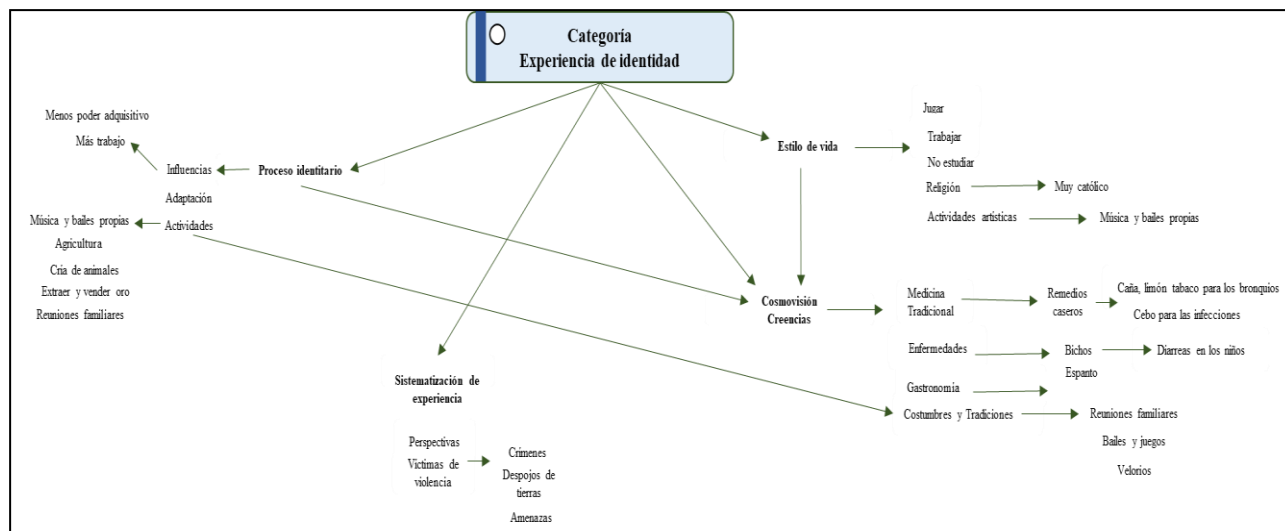 Categoría
Experiencia de identidad
Menos poder adquisitivo
Más trabajo
Influencias
Proceso identitario
Adaptación
Música y bailes propias
Actividades
Agricultura
Cria de animales
Extraer y vender oro
Reuniones familiares
Sistematización de
experiencia
Perspectivas
Víctimas de
violencia
Crímenes
Despojos de
tierras
Amenazas
Estilo de vida
Jugar
Trabajar
No estudiar
Religión
Muy católico
Actividades artísticas
Música y bailes propias
Cosmovisión
Creencias
Medicina
Tradicional
Remedios
caseros
Caña, limón tabaco para los bronquios
Cebo para las infecciones
Enfermedades
Bichos
Diarreas en los niños
Espanto
Gastronomía
Costumbres y Tradiciones
Reuniones familiares
Bailes y juegos
Velorios